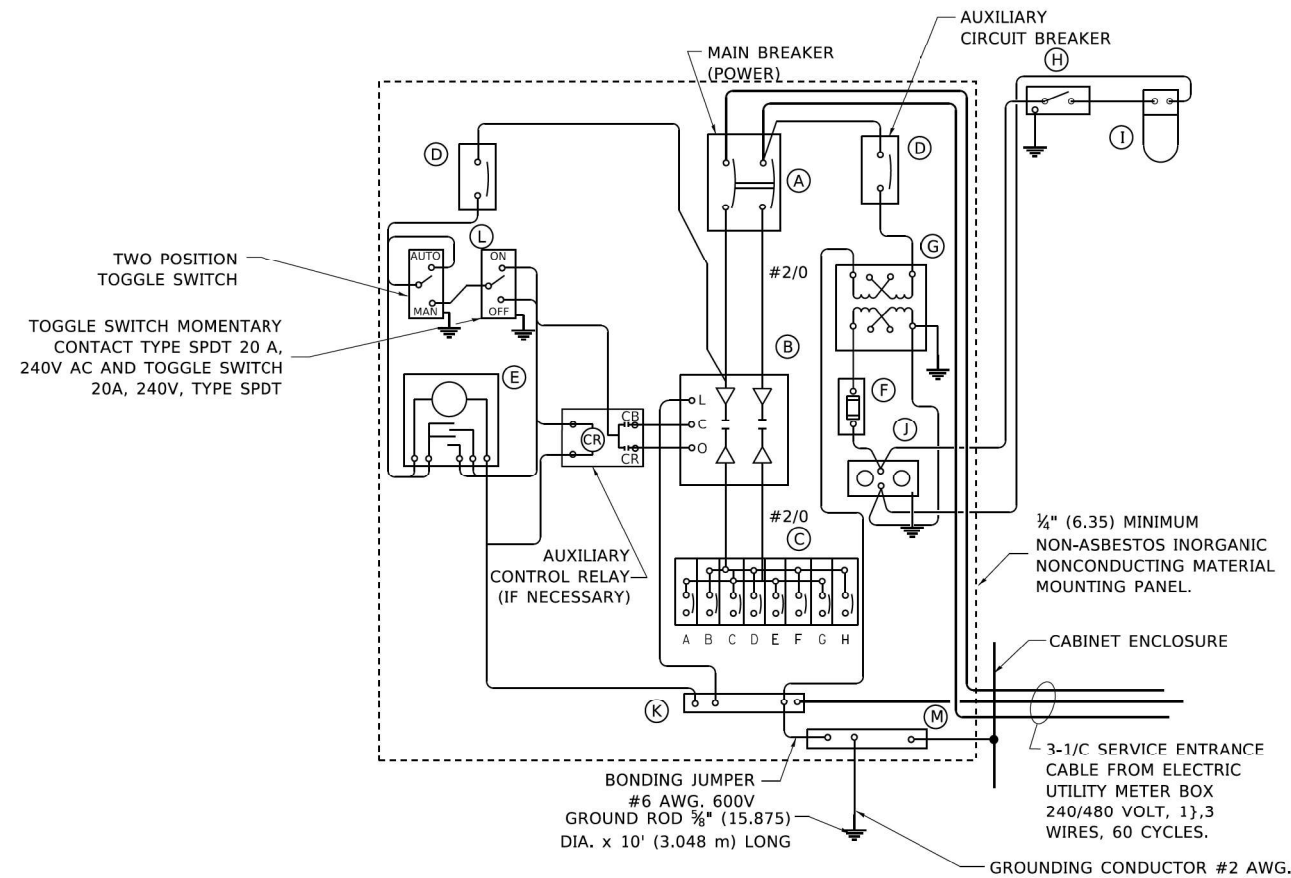 AUXILIARY
CIRCUIT BREAKER
MAIN BREAKER
(POWER)
H
D
D
I
A
L
G
TWO POSITION
TOGGLE SWITCH
AUTO
ON
#2/0
MAN
OFF
TOGGLE SWITCH MOMENTARY
CONTACT TYPE SPDT 20 A,
240V AC AND TOGGLE SWITCH
20A, 240V, TYPE SPDT
B
E
F
L
CB
C
CR
J
O
CR
#2/0
C
1/4" (6.35) MINIMUM
NON-ASBESTOS INORGANIC
NONCONDUCTING MATERIAL
MOUNTING PANEL.
AUXILIARY
CONTROL RELAY
(IF NECESSARY)
A B C D E F G H
CABINET ENCLOSURE
K
M
3-1/C SERVICE ENTRANCE
CABLE FROM ELECTRIC
UTILITY METER BOX
240/480 VOLT, 1},3
WIRES, 60 CYCLES.
BONDING JUMPER
#6 AWG. 600V
GROUND ROD 5/8" (15.875)
DIA. x 10' (3.048 m) LONG
GROUNDING CONDUCTOR #2 AWG.